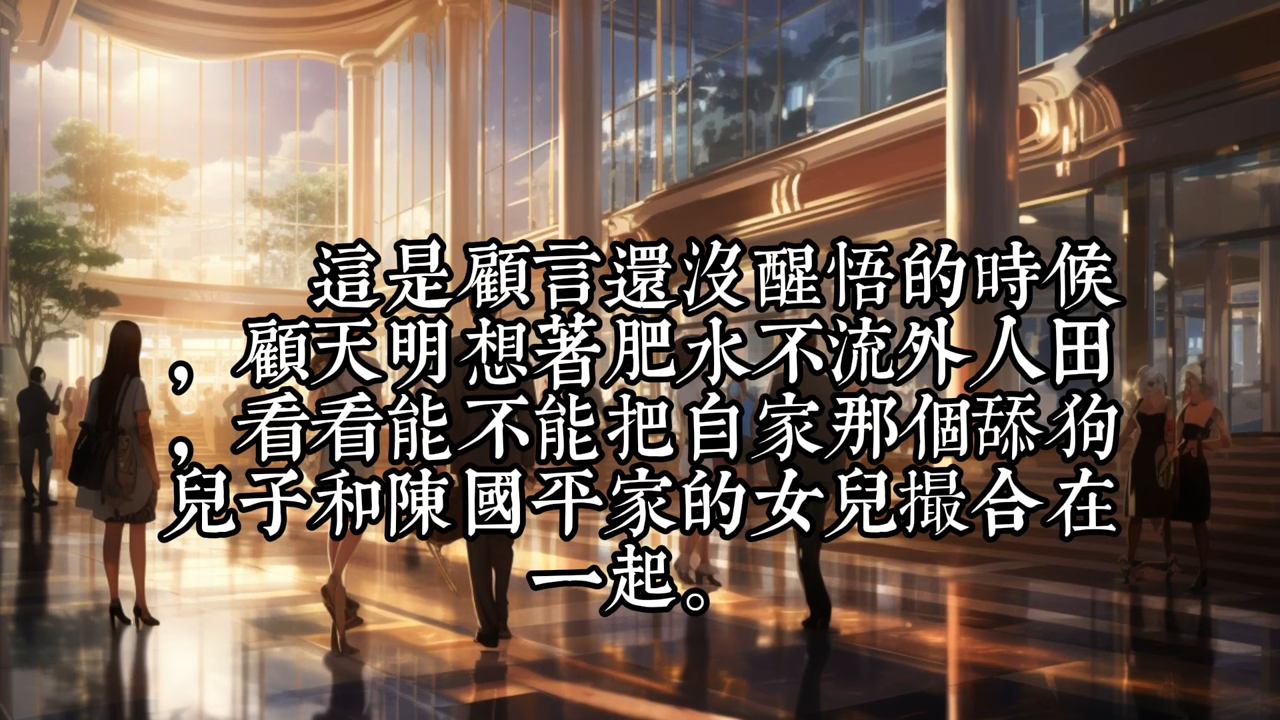 這是顧言還沒醒悟的時候
，顧天明想著肥水不流外人田
，看看能不能把自家那個舔狗
兒子和陳國平家的女兒撮合在
一起。